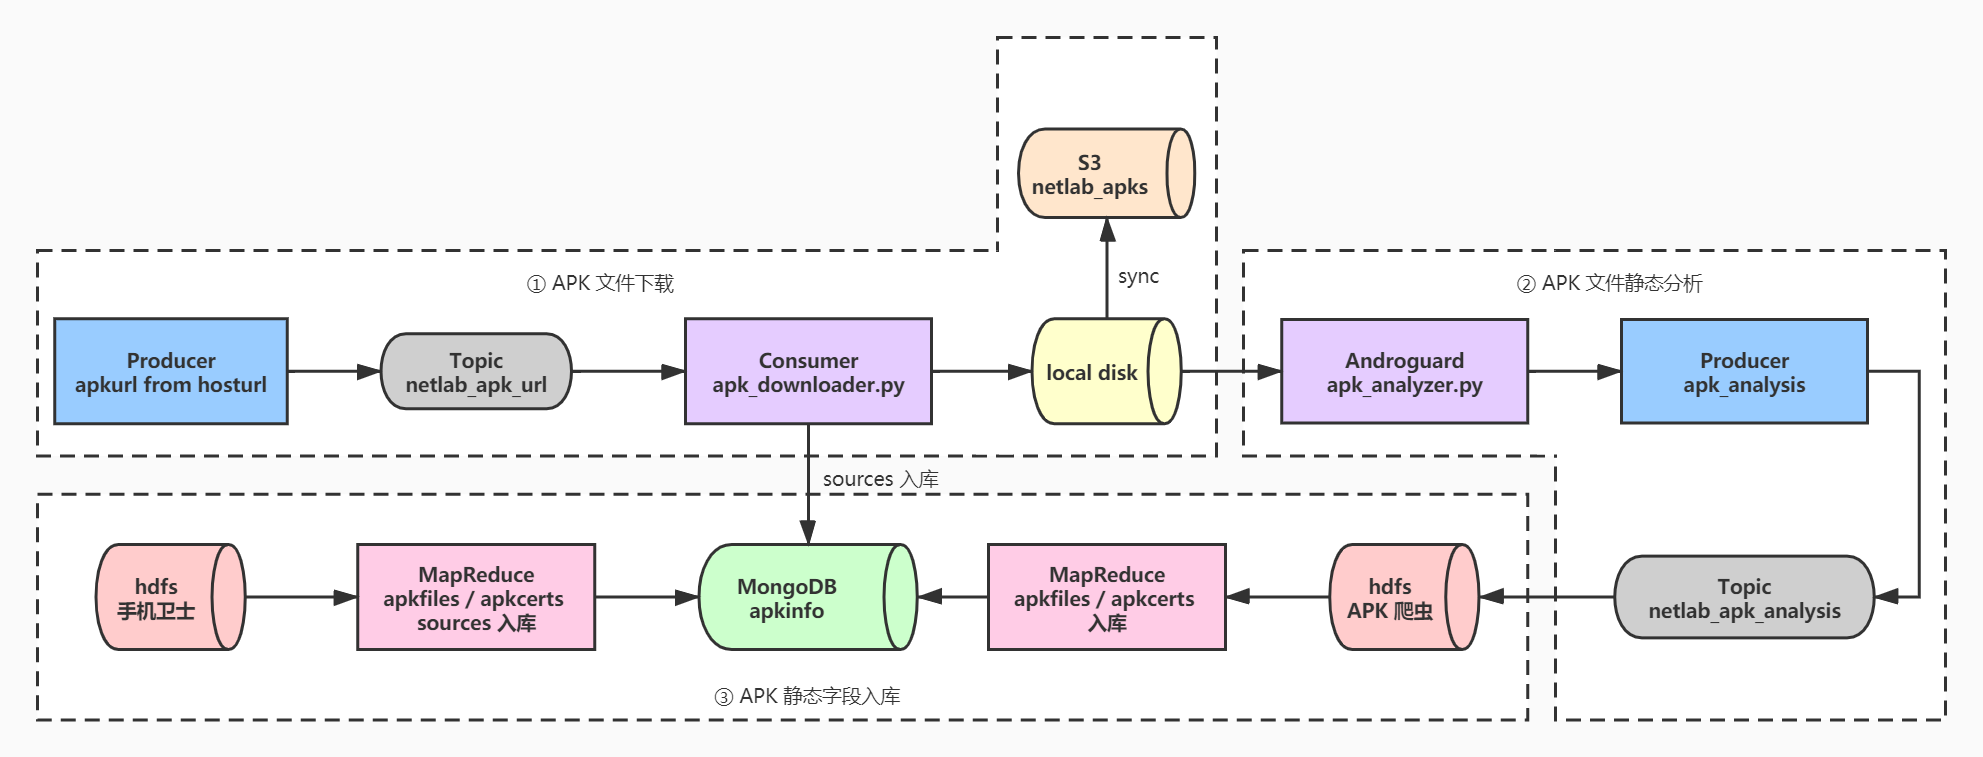 S3
netlab_apks
sync
① APK 文件下载
② APK 文件静态分析
Producer
apkurl from hosturl
Topic
netlab_apk_url
Consumer
apk_downloader.py
local disk
Androguard
apk_analyzer.py
Producer
apk_analysis
sources 入库
hdfs
手机卫士
MapReduce
apkfiles / apkcerts
sources 入库
MongoDB
apkinfo
MapReduce
apkfiles / apkcerts
入库
hdfs
APK 爬虫
Topic
netlab_apk_analysis
③ APK 静态字段入库